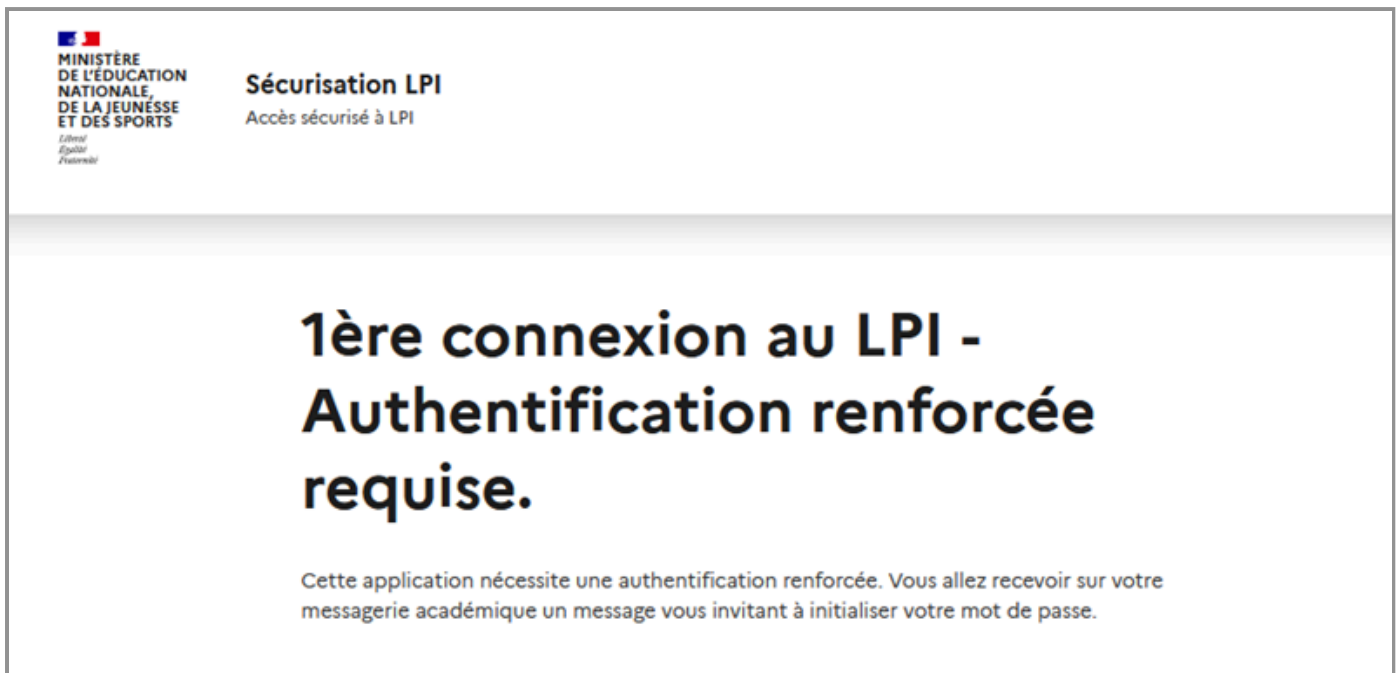 MINISTÈRE
DE L'ÉDUCATION
NATIONALE,
DE LA JEUNESSE
ET DES SPORTS
Liberté
Égalité
Fraternité
Sécurisation LPI
Accès sécurisé à LPI
1ère connexion au LPI -
Authentification renforcée
requise.
Cette application nécessite une authentification renforcée. Vous allez recevoir sur votre
messagerie académique un message vous invitant à initialiser votre mot de passe.